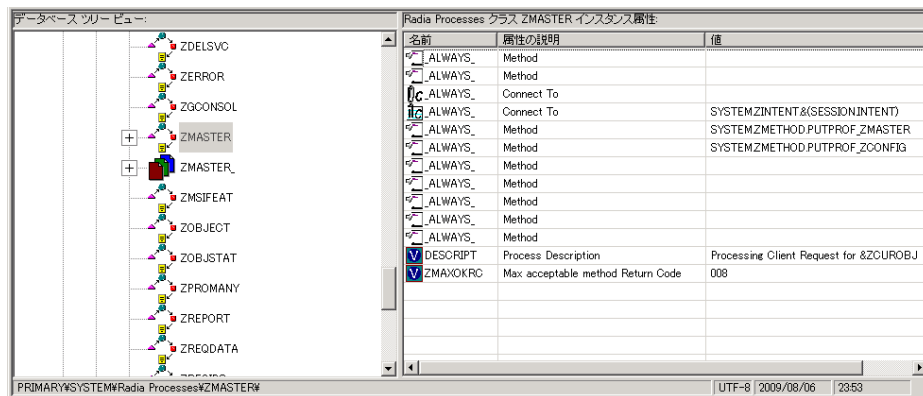 データベース ツリー ビュー:
ZDELSVC
ZERROR
ZGCONSOL
ZMASTER
ZMASTER_
ZMSIFEAT
ZOBJECT
ZOBJSTAT
ZPROMANY
ZREPORT
ZREQDATA
Radia Processes クラス ZMASTER インスタンス属性:
名前 属性の説明 値
_ALWAYS_ Method
_ALWAYS_ Method
_ALWAYS_ Connect To
_ALWAYS_ Connect To SYSTEM.ZINTENT.&(SESSION.INTENT)
_ALWAYS_ Method SYSTEM.ZMETHOD.PUTPROF_ZMASTER
_ALWAYS_ Method SYSTEM.ZMETHOD.PUTPROF_ZCONFIG
_ALWAYS_ Method
_ALWAYS_ Method
_ALWAYS_ Method
_ALWAYS_ Method
_ALWAYS_ Method
DESCRIPT Process Description Processing Client Request for &ZCUROBJ
ZMAXOKRC Max acceptable method Return Code 008
PRIMARY¥SYSTEM¥Radia Processes¥ZMASTER¥
UTF-8 2009/08/06 23:53